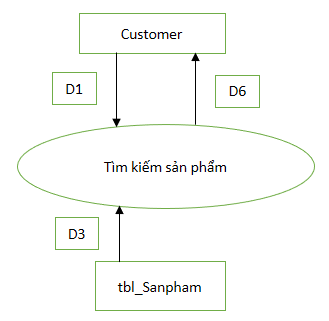 Customer
D1
D6
Tìm kiếm sản phẩm
D3
tbl_Sanpham